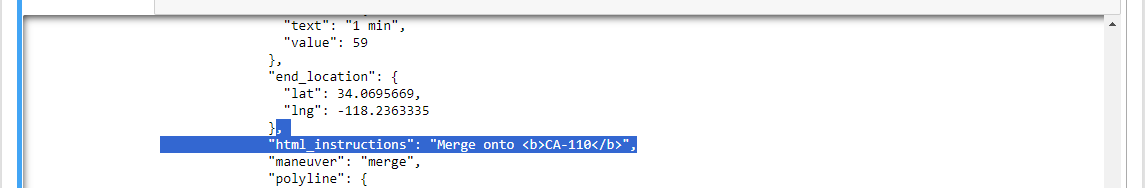 "text": "1 min",
"value": 59
},
"end_location": {
"lat": 34.0695669,
"lng": -118.2363335
},
"html_instructions": "Merge onto <b>CA-110</b>",
"maneuver": "merge",
"polyline": {